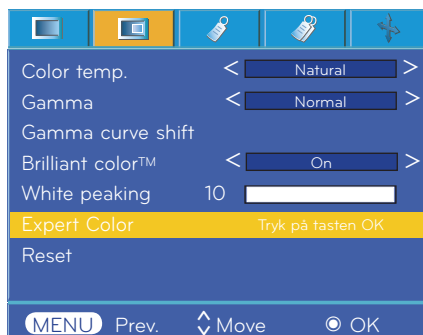 Color temp. < Natural >
Gamma < Normal >
Gamma curve shift
Brilliant color™ < On >
White peaking 10
Expert Color Tryk på tasten OK
Reset
MENU Prev. Move OK